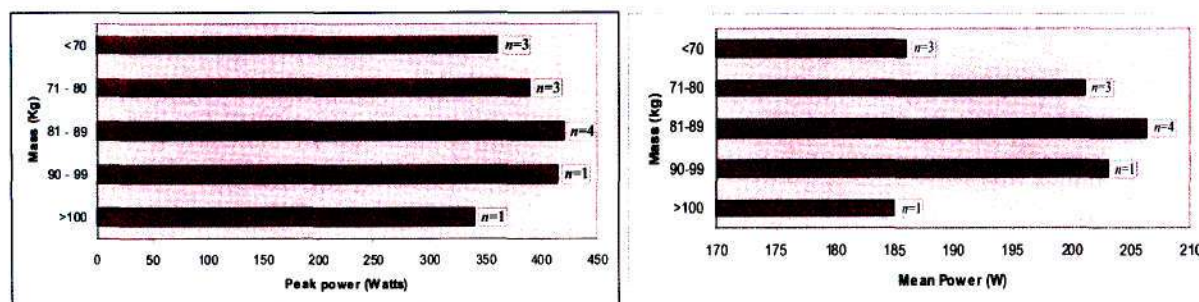 <70
n=3
71 - 80
n=3
81 - 89
n=4
90 - 99
n=1
>100
n=1
Mass (Kg)
0 50 100 150 200 250 300 350 400 450
Peak power (Watts)
<70
n=3
71-80
n=3
81-89
n=4
90-99
n=1
>100
n=1
Mass (Kg)
170 180 185 190 195 200 205 210
Mean Power (W)